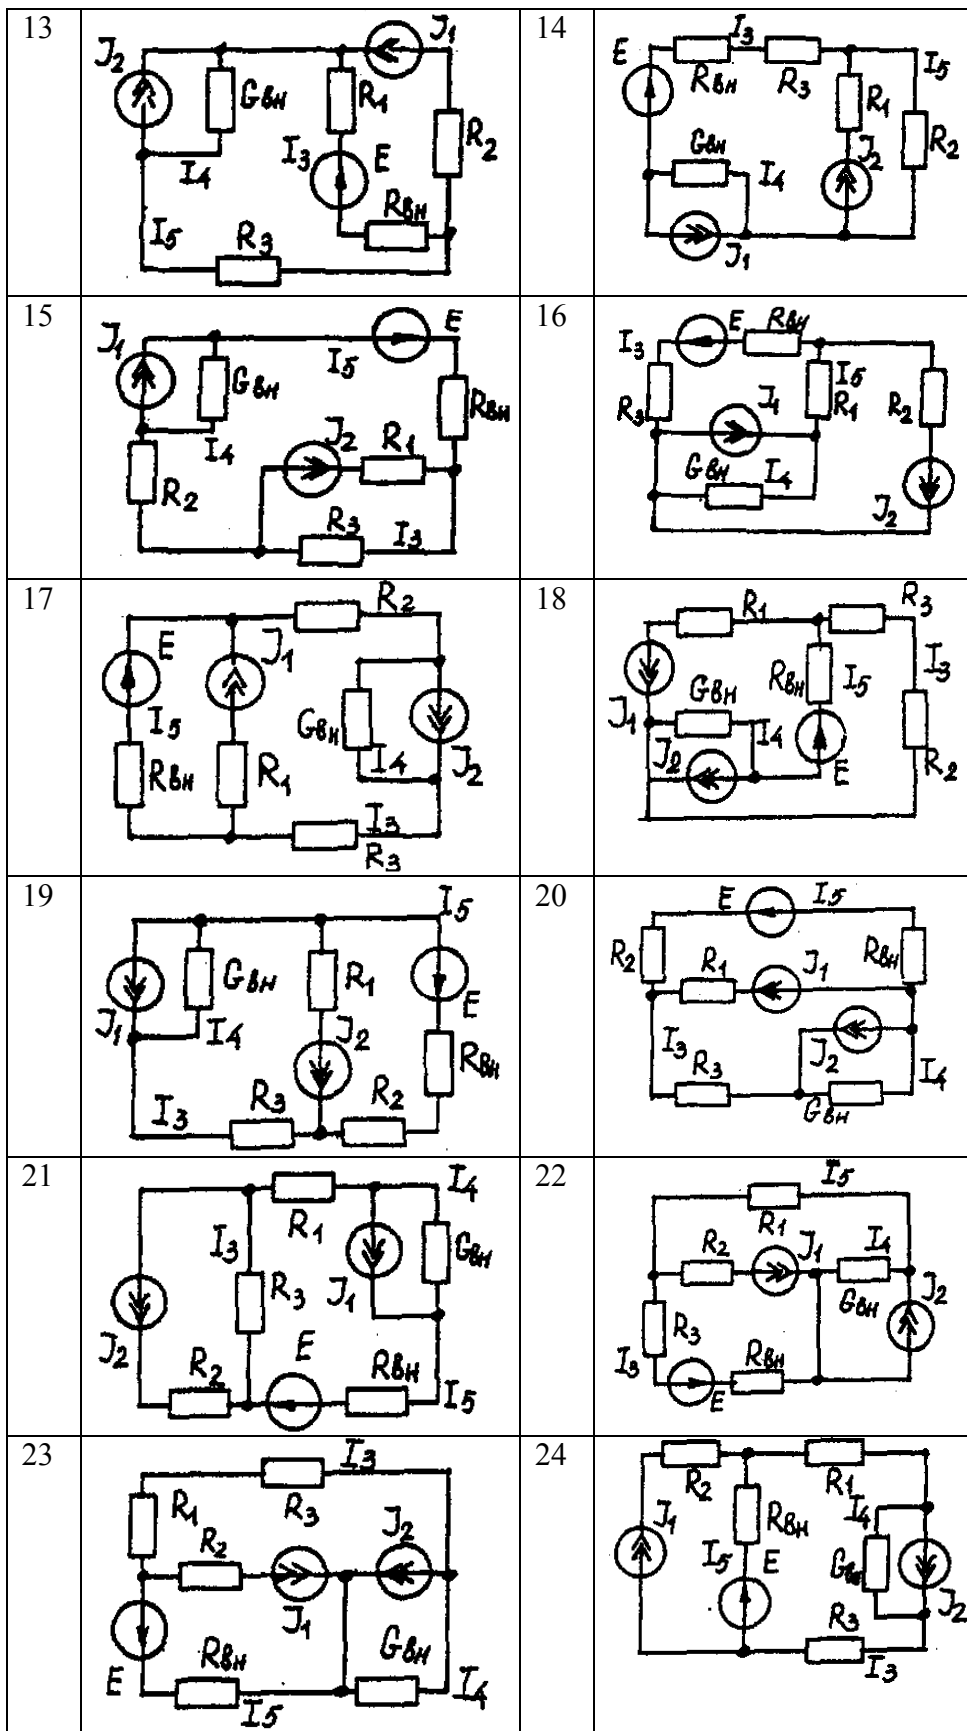 13
J₂ Gвн R₁ J₁
I₄ I₃ E R₂
I₅ R₃ Rвн
14
E I₃ I₅
Rвн R₃ R₁
Gвн I₄ J₂ R₂
J₁
15
J₁ Gвн I₅ E
Rвн
I₄ J₂ R₁
R₂ R₃ I₃
16
I₃ E Rвн
R₃ J₁ I₅ R₁ R₂
Gвн I₄
J₂
17
R₂
E J₁
I₅ Gвн I₄ J₂
Rвн R₁
I₃
R₃
18
R₁ R₃
Gвн Rвн I₅ I₃
J₁ J₂ I₄
E R₂
19
I₅
Gвн R₁
J₁ I₄ J₂ E
Rвн
I₃ R₃ R₂
20
E I₅
R₂ R₁ J₁ Rвн
I₃ R₃ J₂ I₄
Gвн
21
R₁ I₄
I₃ Gвн
R₃ J₁
J₂ R₂ E Rвн
I₅
22
I₅
R₁
R₂ J₁ I₄
Gвн J₂
R₃
I₃ Rвн
E
23
I₃
R₁ R₃
R₂ J₂
J₁
E Rвн Gвн
I₅ I₄
24
R₂ R₁
J₁ Rвн I₄
I₅ E Gвн J₂
R₃
I₃